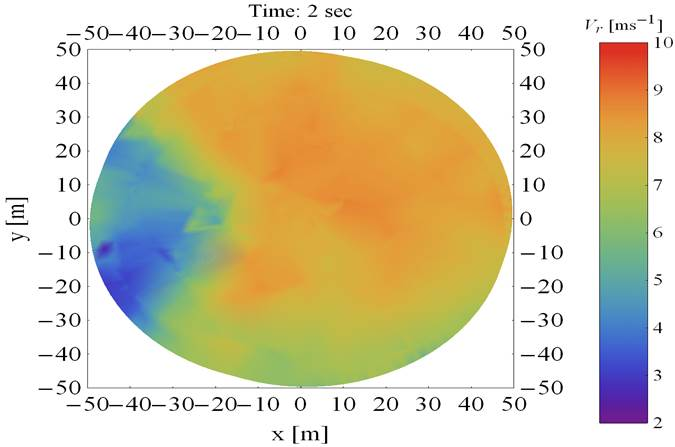 Time: 2 sec
V_r [ms⁻¹]
−50−40−30−20−10 0 10 20 30 40 50
50 50 10
40 40 9
30 30
20 20 8
10 10 7
0 0 6
y [m]
−10 −10 5
−20 −20
−30 −30 4
−40 −40 3
−50 −50 2
−50−40−30−20−10 0 10 20 30 40 50
x [m]